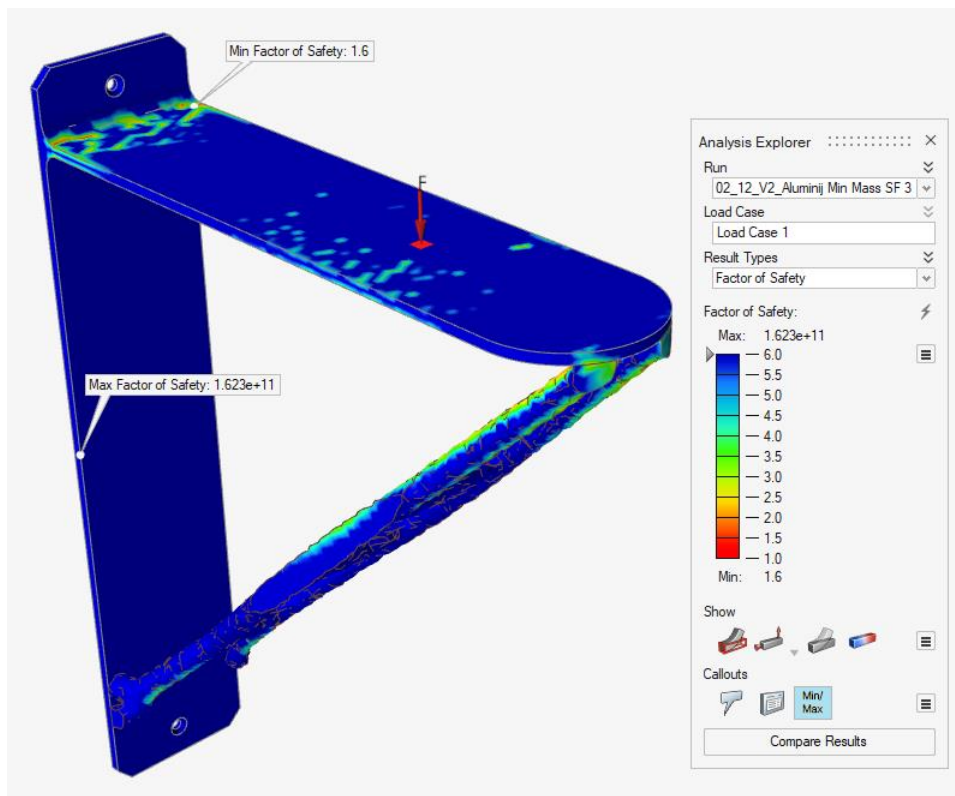 Min Factor of Safety: 1.6
F
Max Factor of Safety: 1.623e+11
Analysis Explorer
Run
02_12_V2_Aluminij Min Mass SF 3
Load Case
Load Case 1
Result Types
Factor of Safety
Factor of Safety:
Max: 1.623e+11
6.0
5.5
5.0
4.5
4.0
3.5
3.0
2.5
2.0
1.5
1.0
Min: 1.6
Show
Callouts
Min/
Max
Compare Results